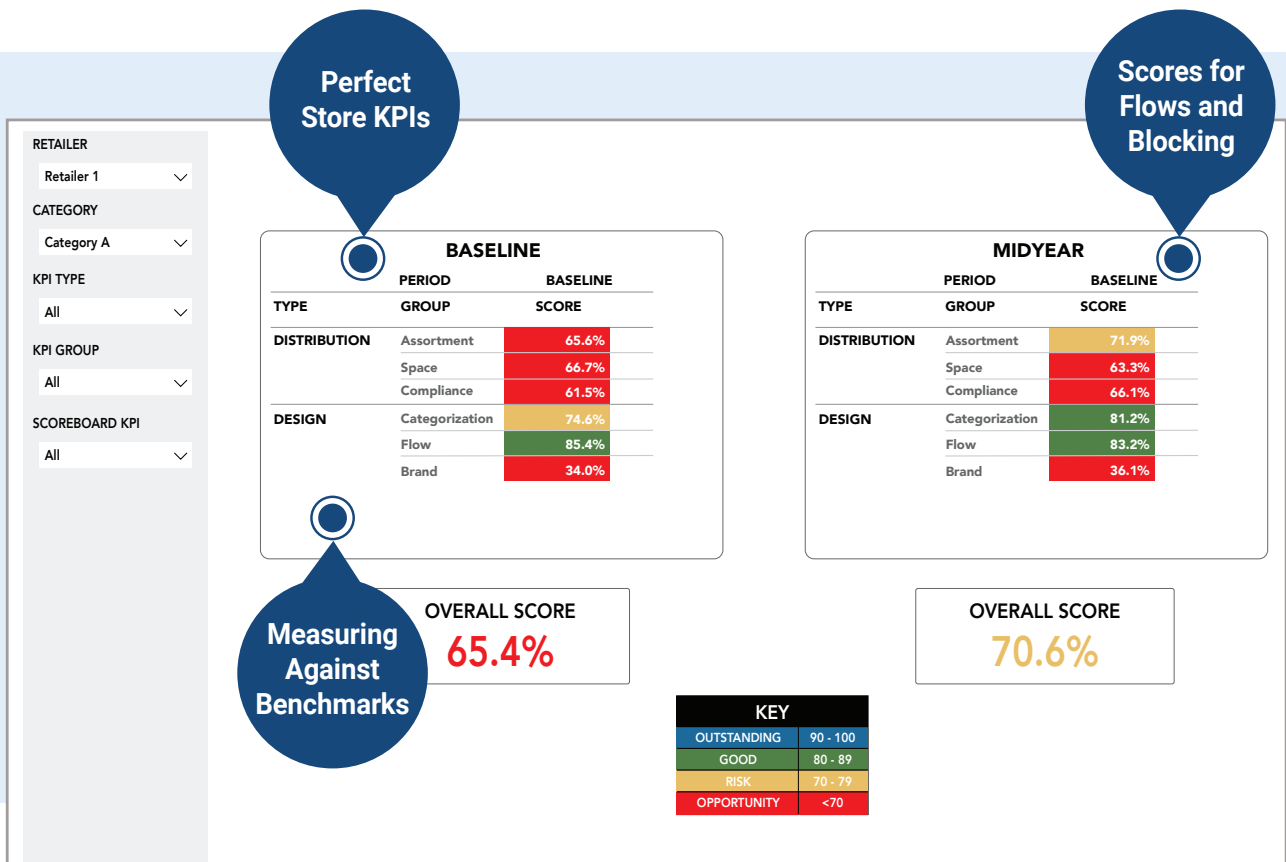 Perfect
Store KPIs
Scores for
Flows and
Blocking
RETAILER
Retailer 1
CATEGORY
Category A
KPI TYPE
All
KPI GROUP
All
SCOREBOARD KPI
All
BASELINE
PERIOD BASELINE
TYPE GROUP SCORE
DISTRIBUTION Assortment 65.6%
Space 66.7%
Compliance 61.5%
DESIGN Categorization 74.6%
Flow 85.4%
Brand 34.0%
MIDYEAR
PERIOD BASELINE
TYPE GROUP SCORE
DISTRIBUTION Assortment 71.9%
Space 63.3%
Compliance 66.1%
DESIGN Categorization 81.2%
Flow 83.2%
Brand 36.1%
Measuring
Against
Benchmarks
OVERALL SCORE
65.4%
OVERALL SCORE
70.6%
KEY
OUTSTANDING 90 - 100
GOOD 80 - 89
RISK 70 - 79
OPPORTUNITY <70